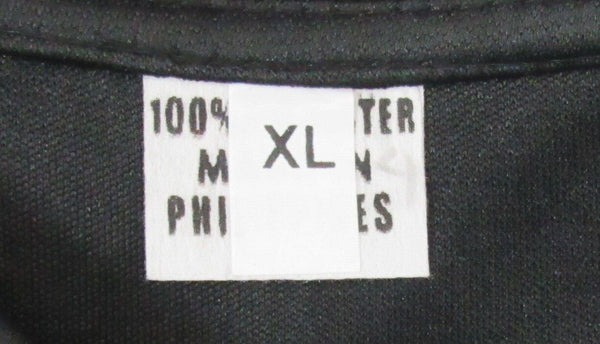 100% TER
XL
M N
PHI ES